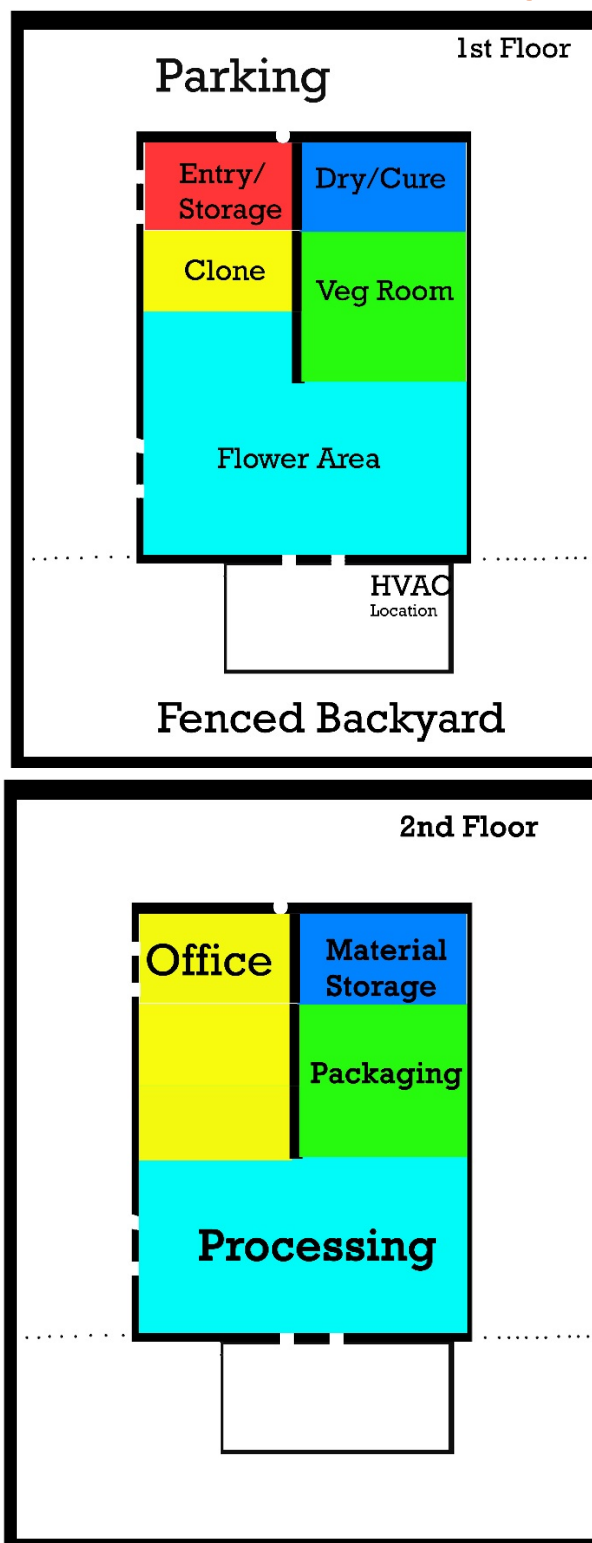 1st Floor
Parking
Entry/
Storage
Dry/Cure
Clone
Veg Room
Flower Area
HVAC
Location
Fenced Backyard
2nd Floor
Office
Material
Storage
Packaging
Processing